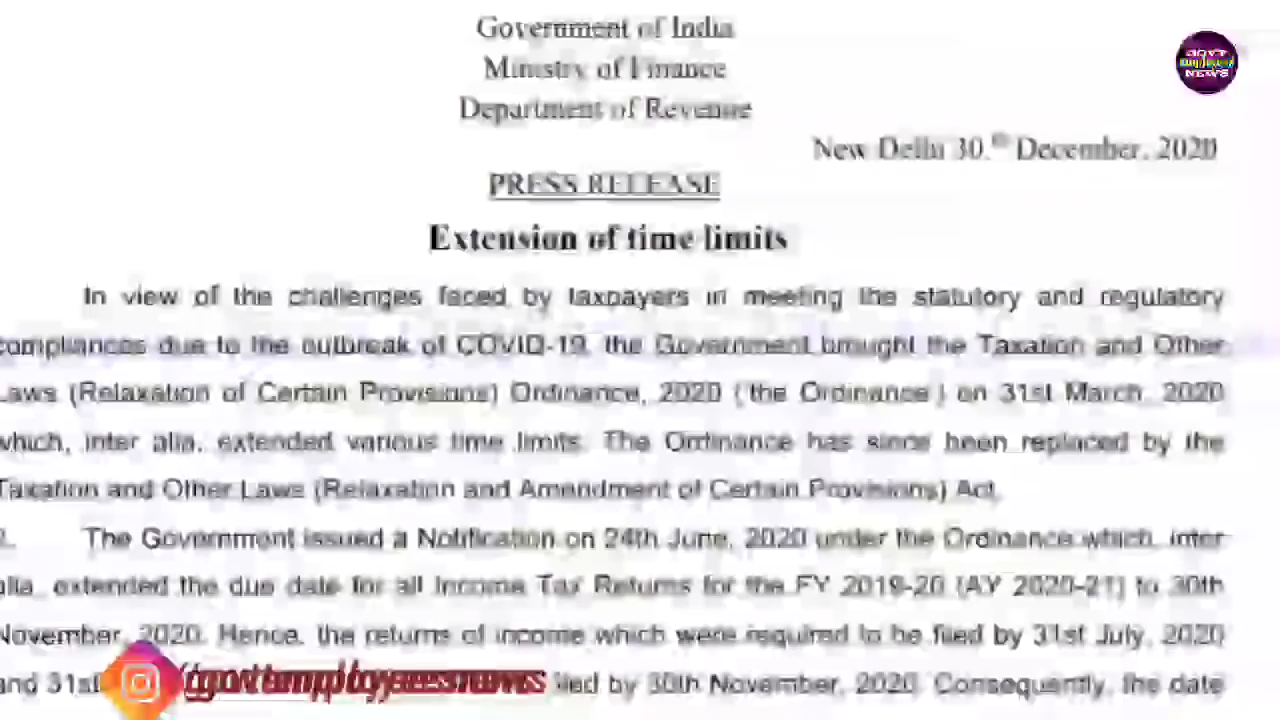 Government of India
Ministry of Finance
Department of Revenue
New Delhi 30.th December, 2020
PRESS RELEASE
Extension of time limits
In view of the challenges faced by taxpayers in meeting the statutory and regulatory
compliances due to the outbreak of COVID-19, the Government brought the Taxation and Other
Laws (Relaxation of Certain Provisions) Ordinance, 2020 ('the Ordinance') on 31st March, 2020
which, inter alia, extended various time limits. The Ordinance has since been replaced by the
Taxation and Other Laws (Relaxation and Amendment of Certain Provisions) Act.
2. The Government issued a Notification on 24th June, 2020 under the Ordinance which, inter
alia, extended the due date for all Income Tax Returns for the FY 2019-20 (AY 2020-21) to 30th
November, 2020. Hence, the returns of income which were required to be filed by 31st July, 2020
and 31st filed by 30th November, 2020. Consequently, the date
GOVT
NEWS